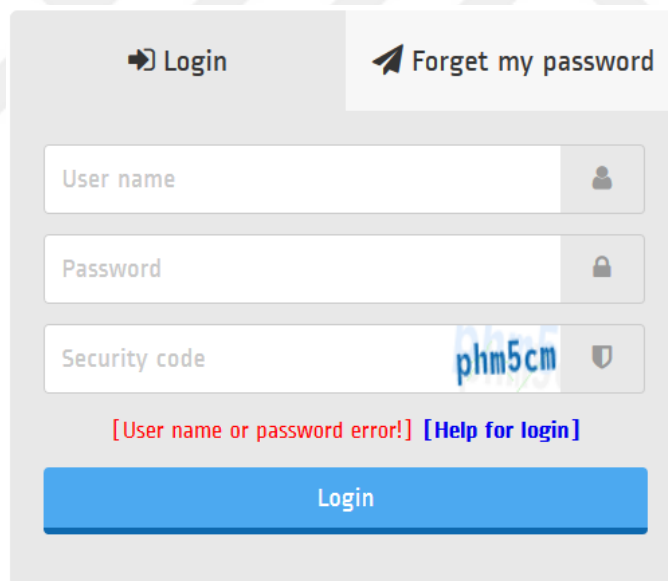 Login
Forget my password
User name
Password
Security code phm5cm
[User name or password error!] [Help for login]
Login